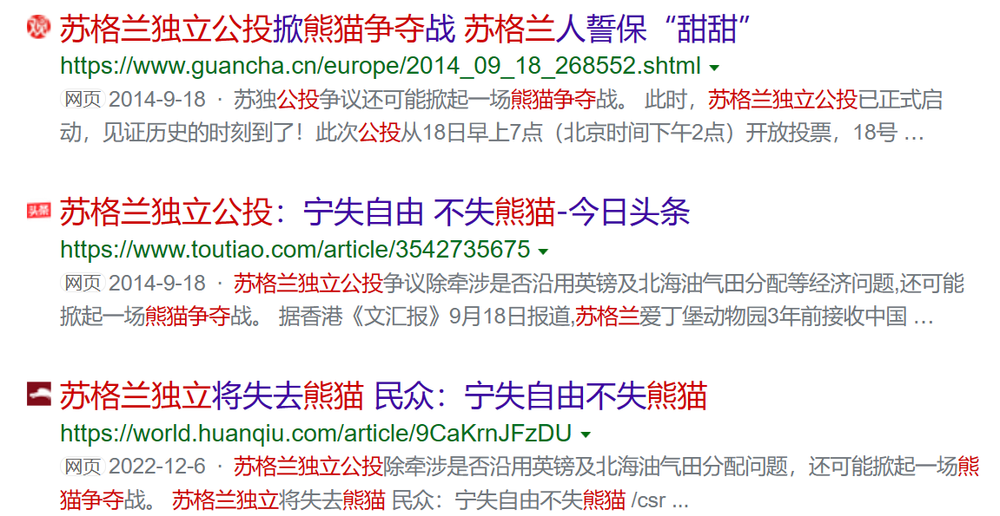 观
苏格兰独立公投掀熊猫争夺战 苏格兰人誓保“甜甜”
https://www.guancha.cn/europe/2014_09_18_268552.shtml
网页 2014-9-18 · 苏独公投争议还可能掀起一场熊猫争夺战。 此时，苏格兰独立公投已正式启
动，见证历史的时刻到了！此次公投从18日早上7点（北京时间下午2点）开放投票，18号 …
头条 苏格兰独立公投：宁失自由 不失熊猫-今日头条
https://www.toutiao.com/article/3542735675
网页 2014-9-18 · 苏格兰独立公投争议除牵涉是否沿用英镑及北海油气田分配等经济问题,还可能
掀起一场熊猫争夺战。 据香港《文汇报》9月18日报道,苏格兰爱丁堡动物园3年前接收中国 …
苏格兰独立将失去熊猫 民众：宁失自由不失熊猫
https://world.huanqiu.com/article/9CaKrnJFzDU
网页 2022-12-6 · 苏格兰独立公投除牵涉是否沿用英镑及北海油气田分配问题，还可能掀起一场熊
猫争夺战。 苏格兰独立将失去熊猫 民众：宁失自由不失熊猫 /csr ...